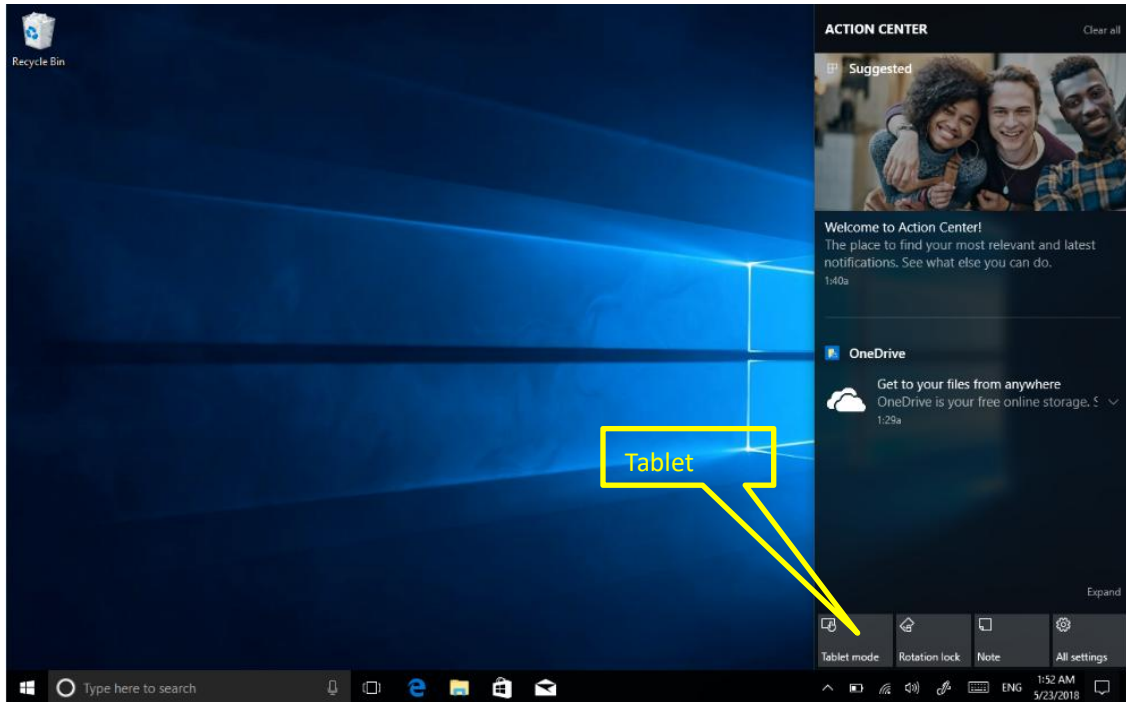 Recycle Bin
ACTION CENTER
Clear all
Suggested
Welcome to Action Center!
The place to find your most relevant and latest
notifications. See what else you can do.
1:40a
OneDrive
Get to your files from anywhere
OneDrive is your free online storage. S
1:29a
Tablet
Expand
Tablet mode
Rotation lock
Note
All settings
Type here to search
ENG
1:52 AM
5/23/2018